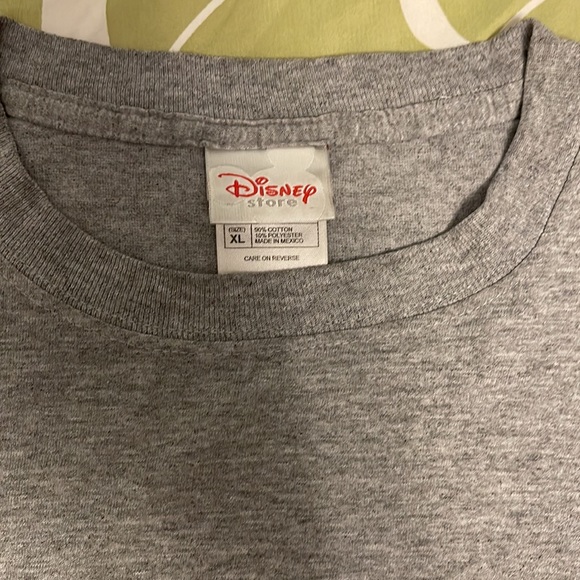 Disney
store
(SIZE)
XL
90% COTTON
10% POLYESTER
MADE IN MEXICO
CARE ON REVERSE